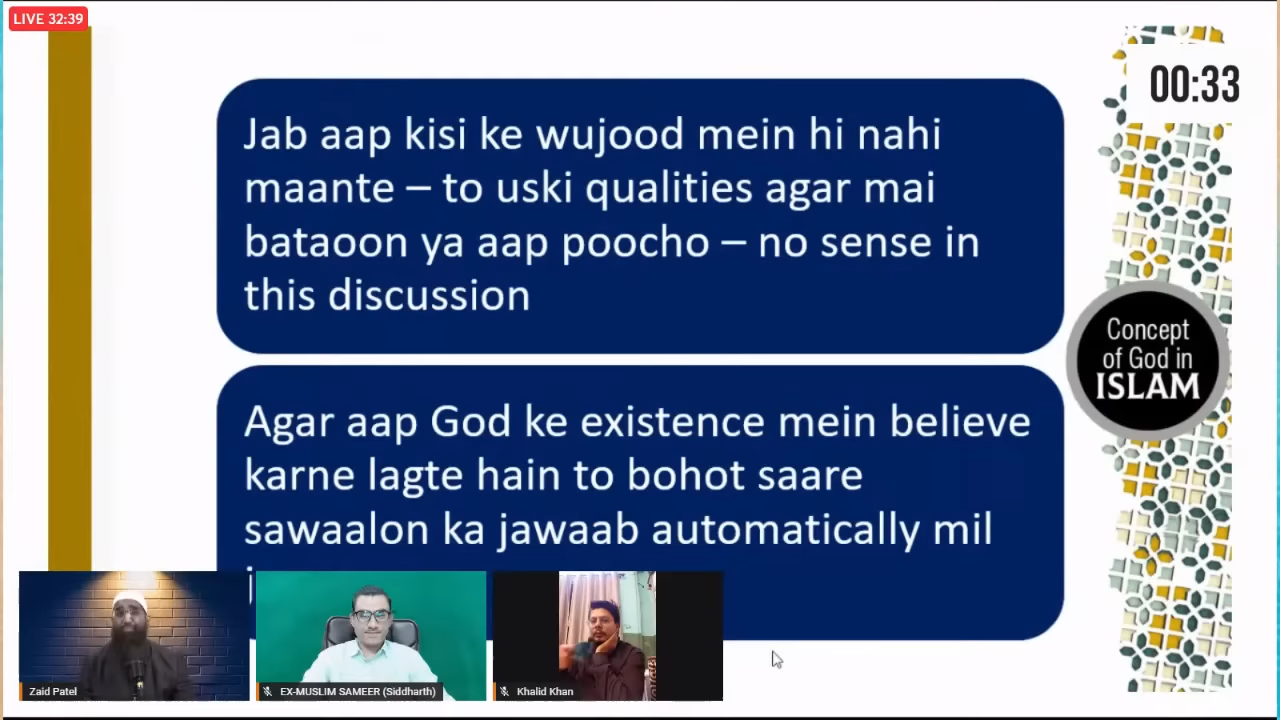 LIVE 32:39
00:33
Jab aap kisi ke wujood mein hi nahi
maante – to uski qualities agar mai
bataoon ya aap poocho – no sense in
this discussion
Concept
of God in
ISLAM
Agar aap God ke existence mein believe
karne lagte hain to bohot saare
sawaalon ka jawaab automatically mil
Zaid Patel
EX-MUSLIM SAMEER (Siddharth)
Khalid Khan